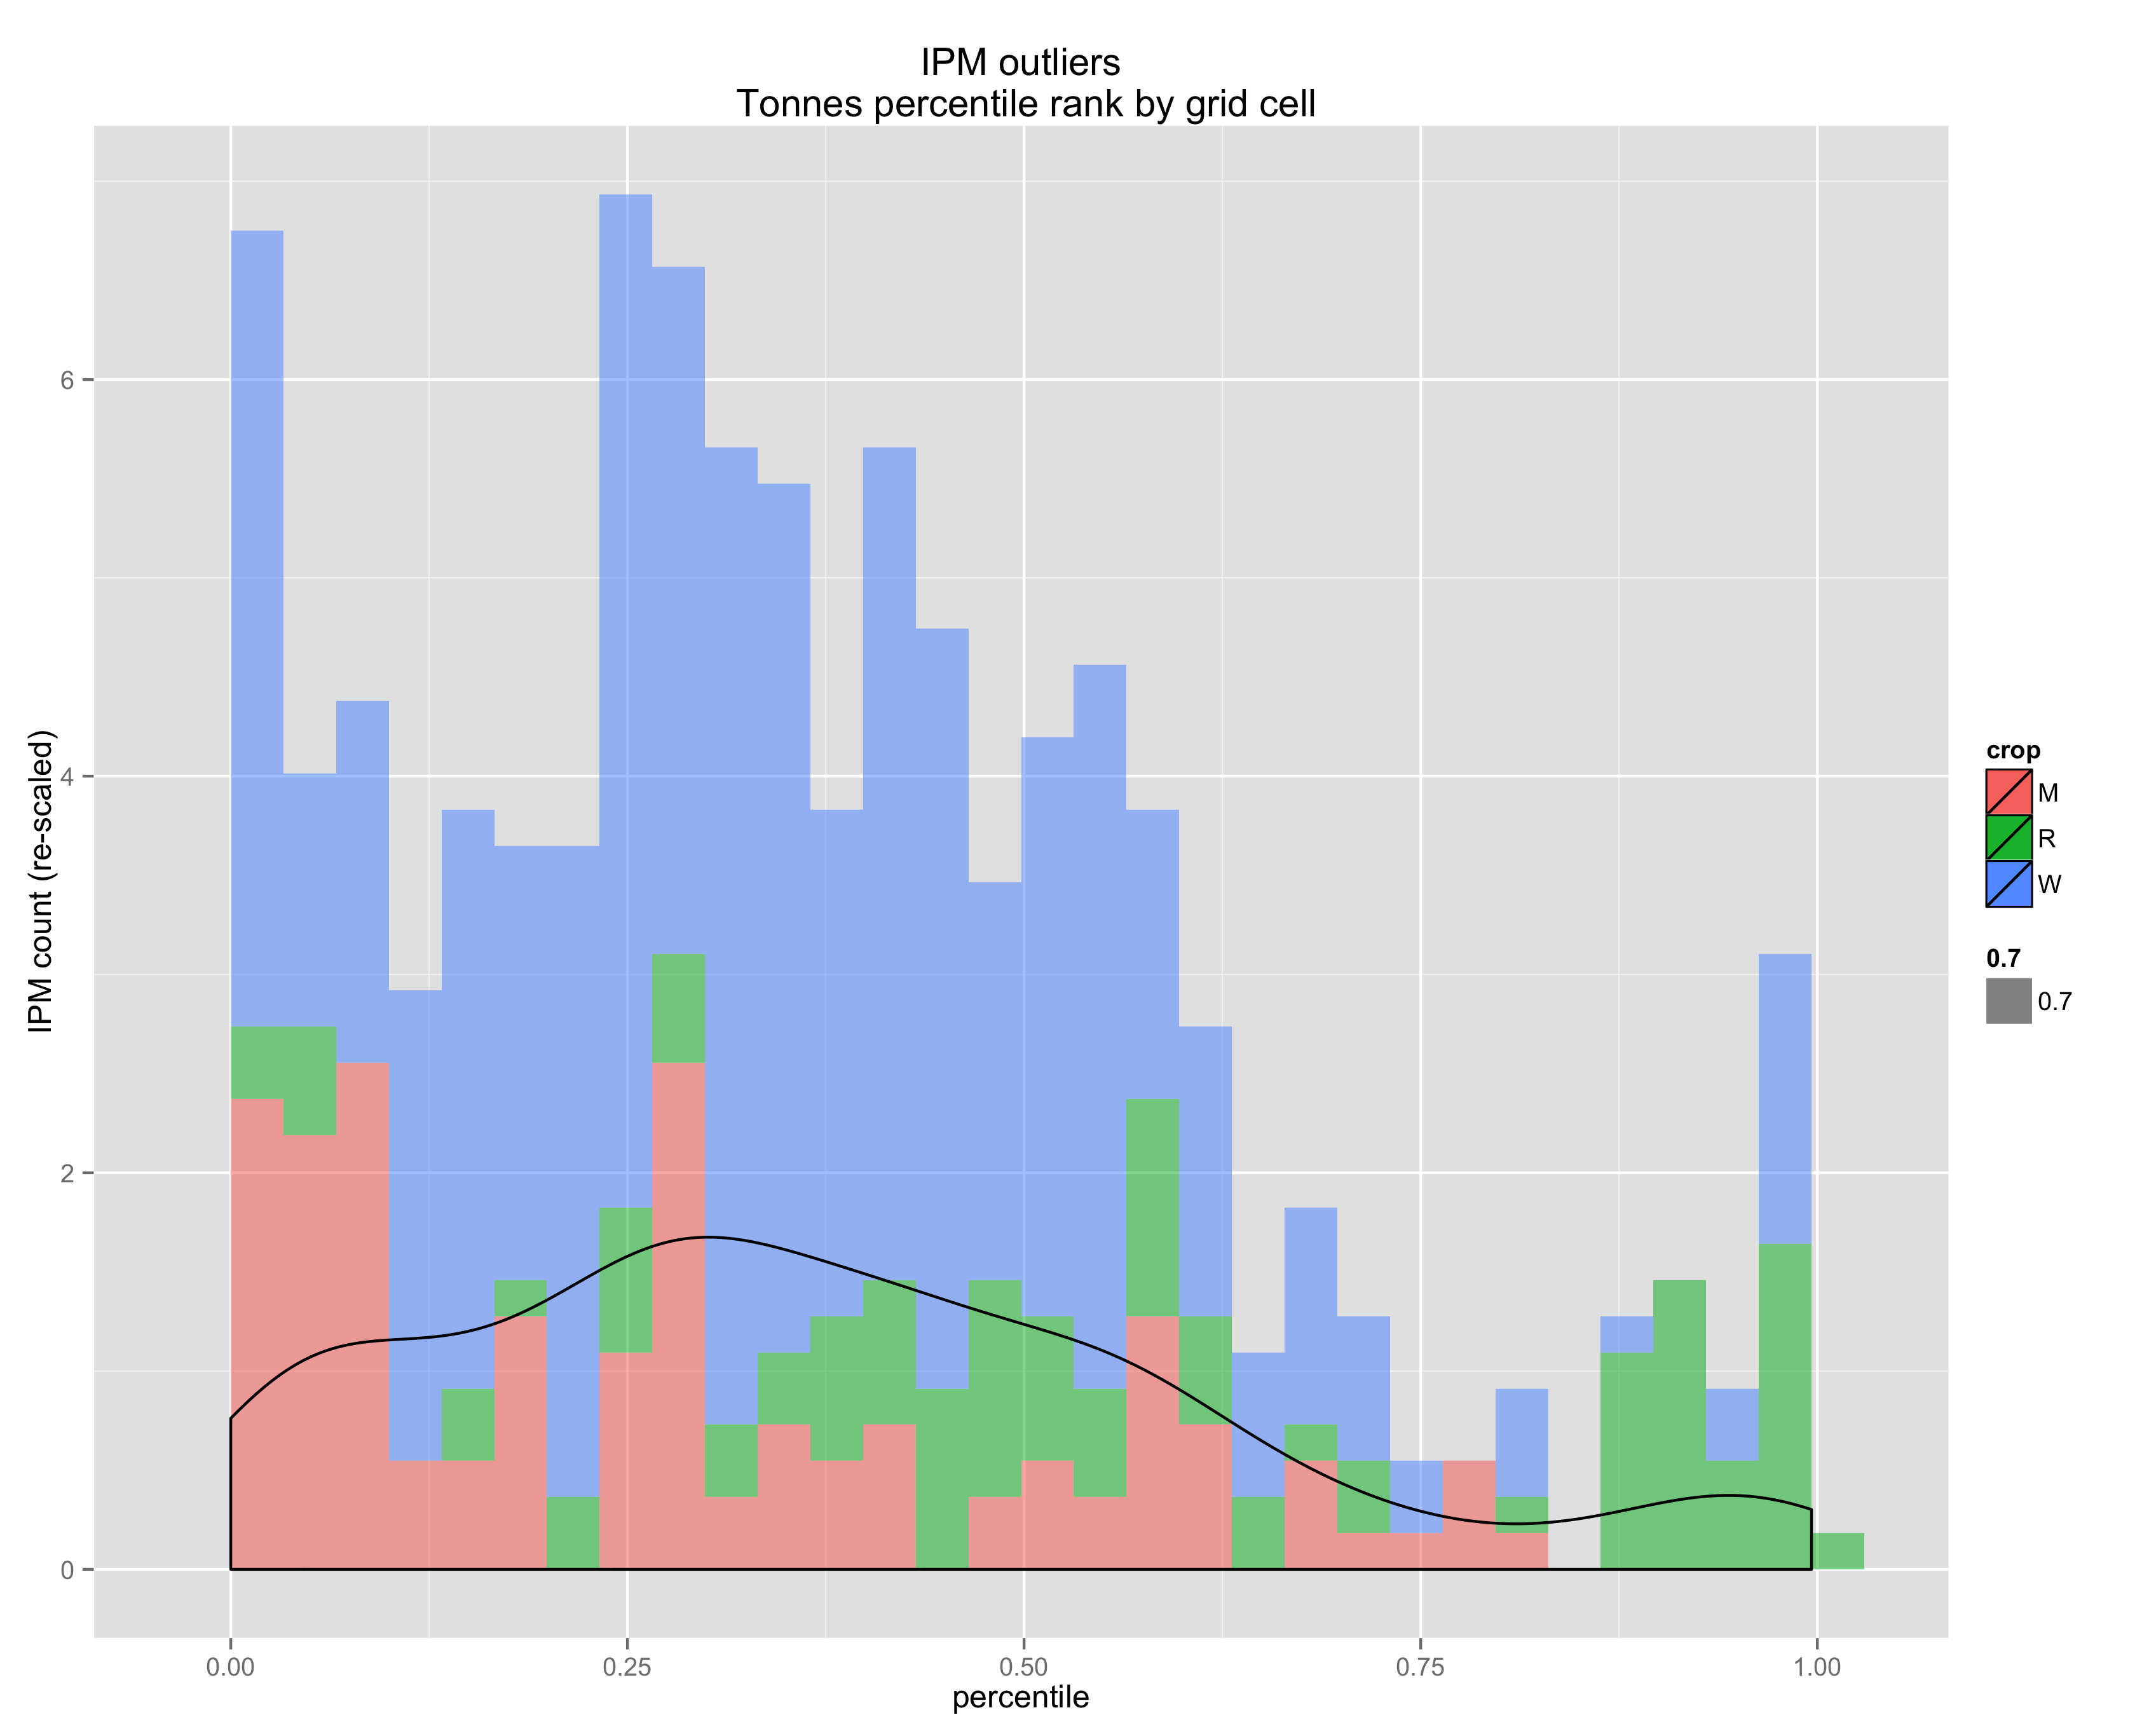 IPM outliers
Tonnes percentile rank by grid cell
IPM count (re-scaled)
6
4
2
0
0.00 0.25 0.50 0.75 1.00
percentile
crop
M
R
W
0.7
0.7